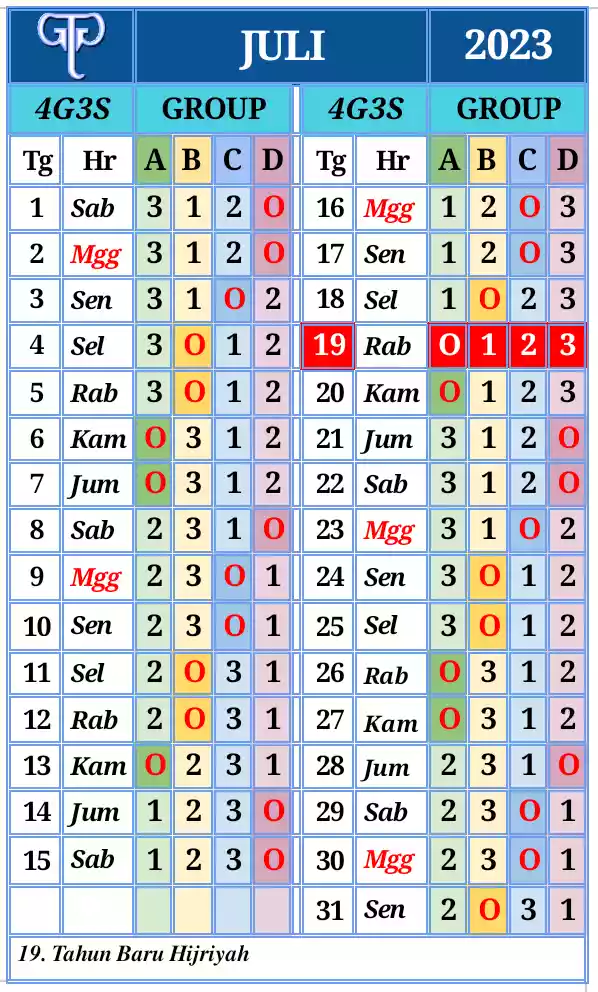 JULI 2023
4G3S GROUP 4G3S GROUP
Tg Hr A B C D Tg Hr A B C D
1 Sab 3 1 2 O 16 Mgg 1 2 O 3
2 Mgg 3 1 2 O 17 Sen 1 2 O 3
3 Sen 3 1 O 2 18 Sel 1 O 2 3
4 Sel 3 O 1 2 19 Rab O 1 2 3
5 Rab 3 O 1 2 20 Kam O 1 2 3
6 Kam O 3 1 2 21 Jum 3 1 2 O
7 Jum O 3 1 2 22 Sab 3 1 2 O
8 Sab 2 3 1 O 23 Mgg 3 1 O 2
9 Mgg 2 3 O 1 24 Sen 3 O 1 2
10 Sen 2 3 O 1 25 Sel 3 O 1 2
11 Sel 2 O 3 1 26 Rab O 3 1 2
12 Rab 2 O 3 1 27 Kam O 3 1 2
13 Kam O 2 3 1 28 Jum 2 3 1 O
14 Jum 1 2 3 O 29 Sab 2 3 O 1
15 Sab 1 2 3 O 30 Mgg 2 3 O 1
31 Sen 2 O 3 1
19. Tahun Baru Hijriyah